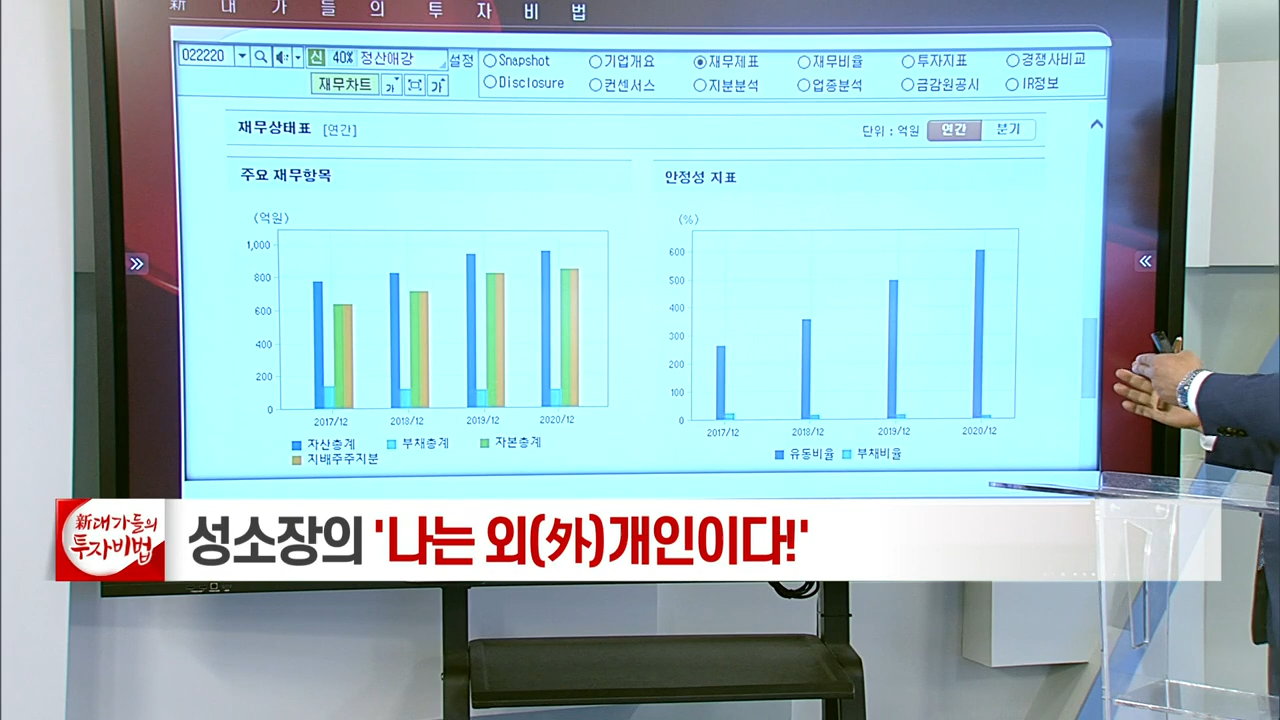 新 대 가 들 의 투 자 비 법
022220 신 40% 정산애강 설정
Snapshot 기업개요 재무제표 재무비율 투자지표 경쟁사비교
재무차트 가 가
Disclosure 컨센서스 지분분석 업종분석 금감원공시 IR정보
재무상태표 [연간] 단위 : 억원 연간 분기
주요 재무항목
(억원)
1,000
800
600
400
200
0
2017/12 2018/12 2019/12 2020/12
자산총계 부채총계 자본총계
지배주주지분
안정성 지표
(%)
600
500
400
300
200
100
0
2017/12 2018/12 2019/12 2020/12
유동비율 부채비율
新대가들의
투자비법
성소장의 '나는 외(外)개인이다!'